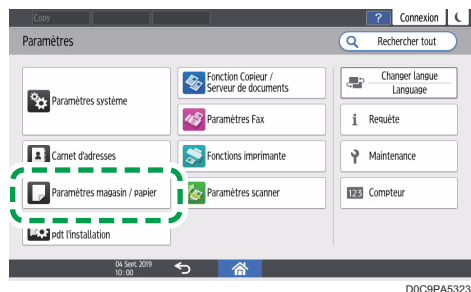 Copy
? Connexion
Paramètres
Rechercher tout
Paramètres système
Fonction Copieur /
Serveur de documents
Changer langue
Language
Paramètres Fax
i Requête
Carnet d'adresses
Fonctions imprimante
Maintenance
Paramètres magasin / papier
Paramètres scanner
123 Compteur
pdt l'installation
04 Sept. 2019
10:00
D0C9PA5323